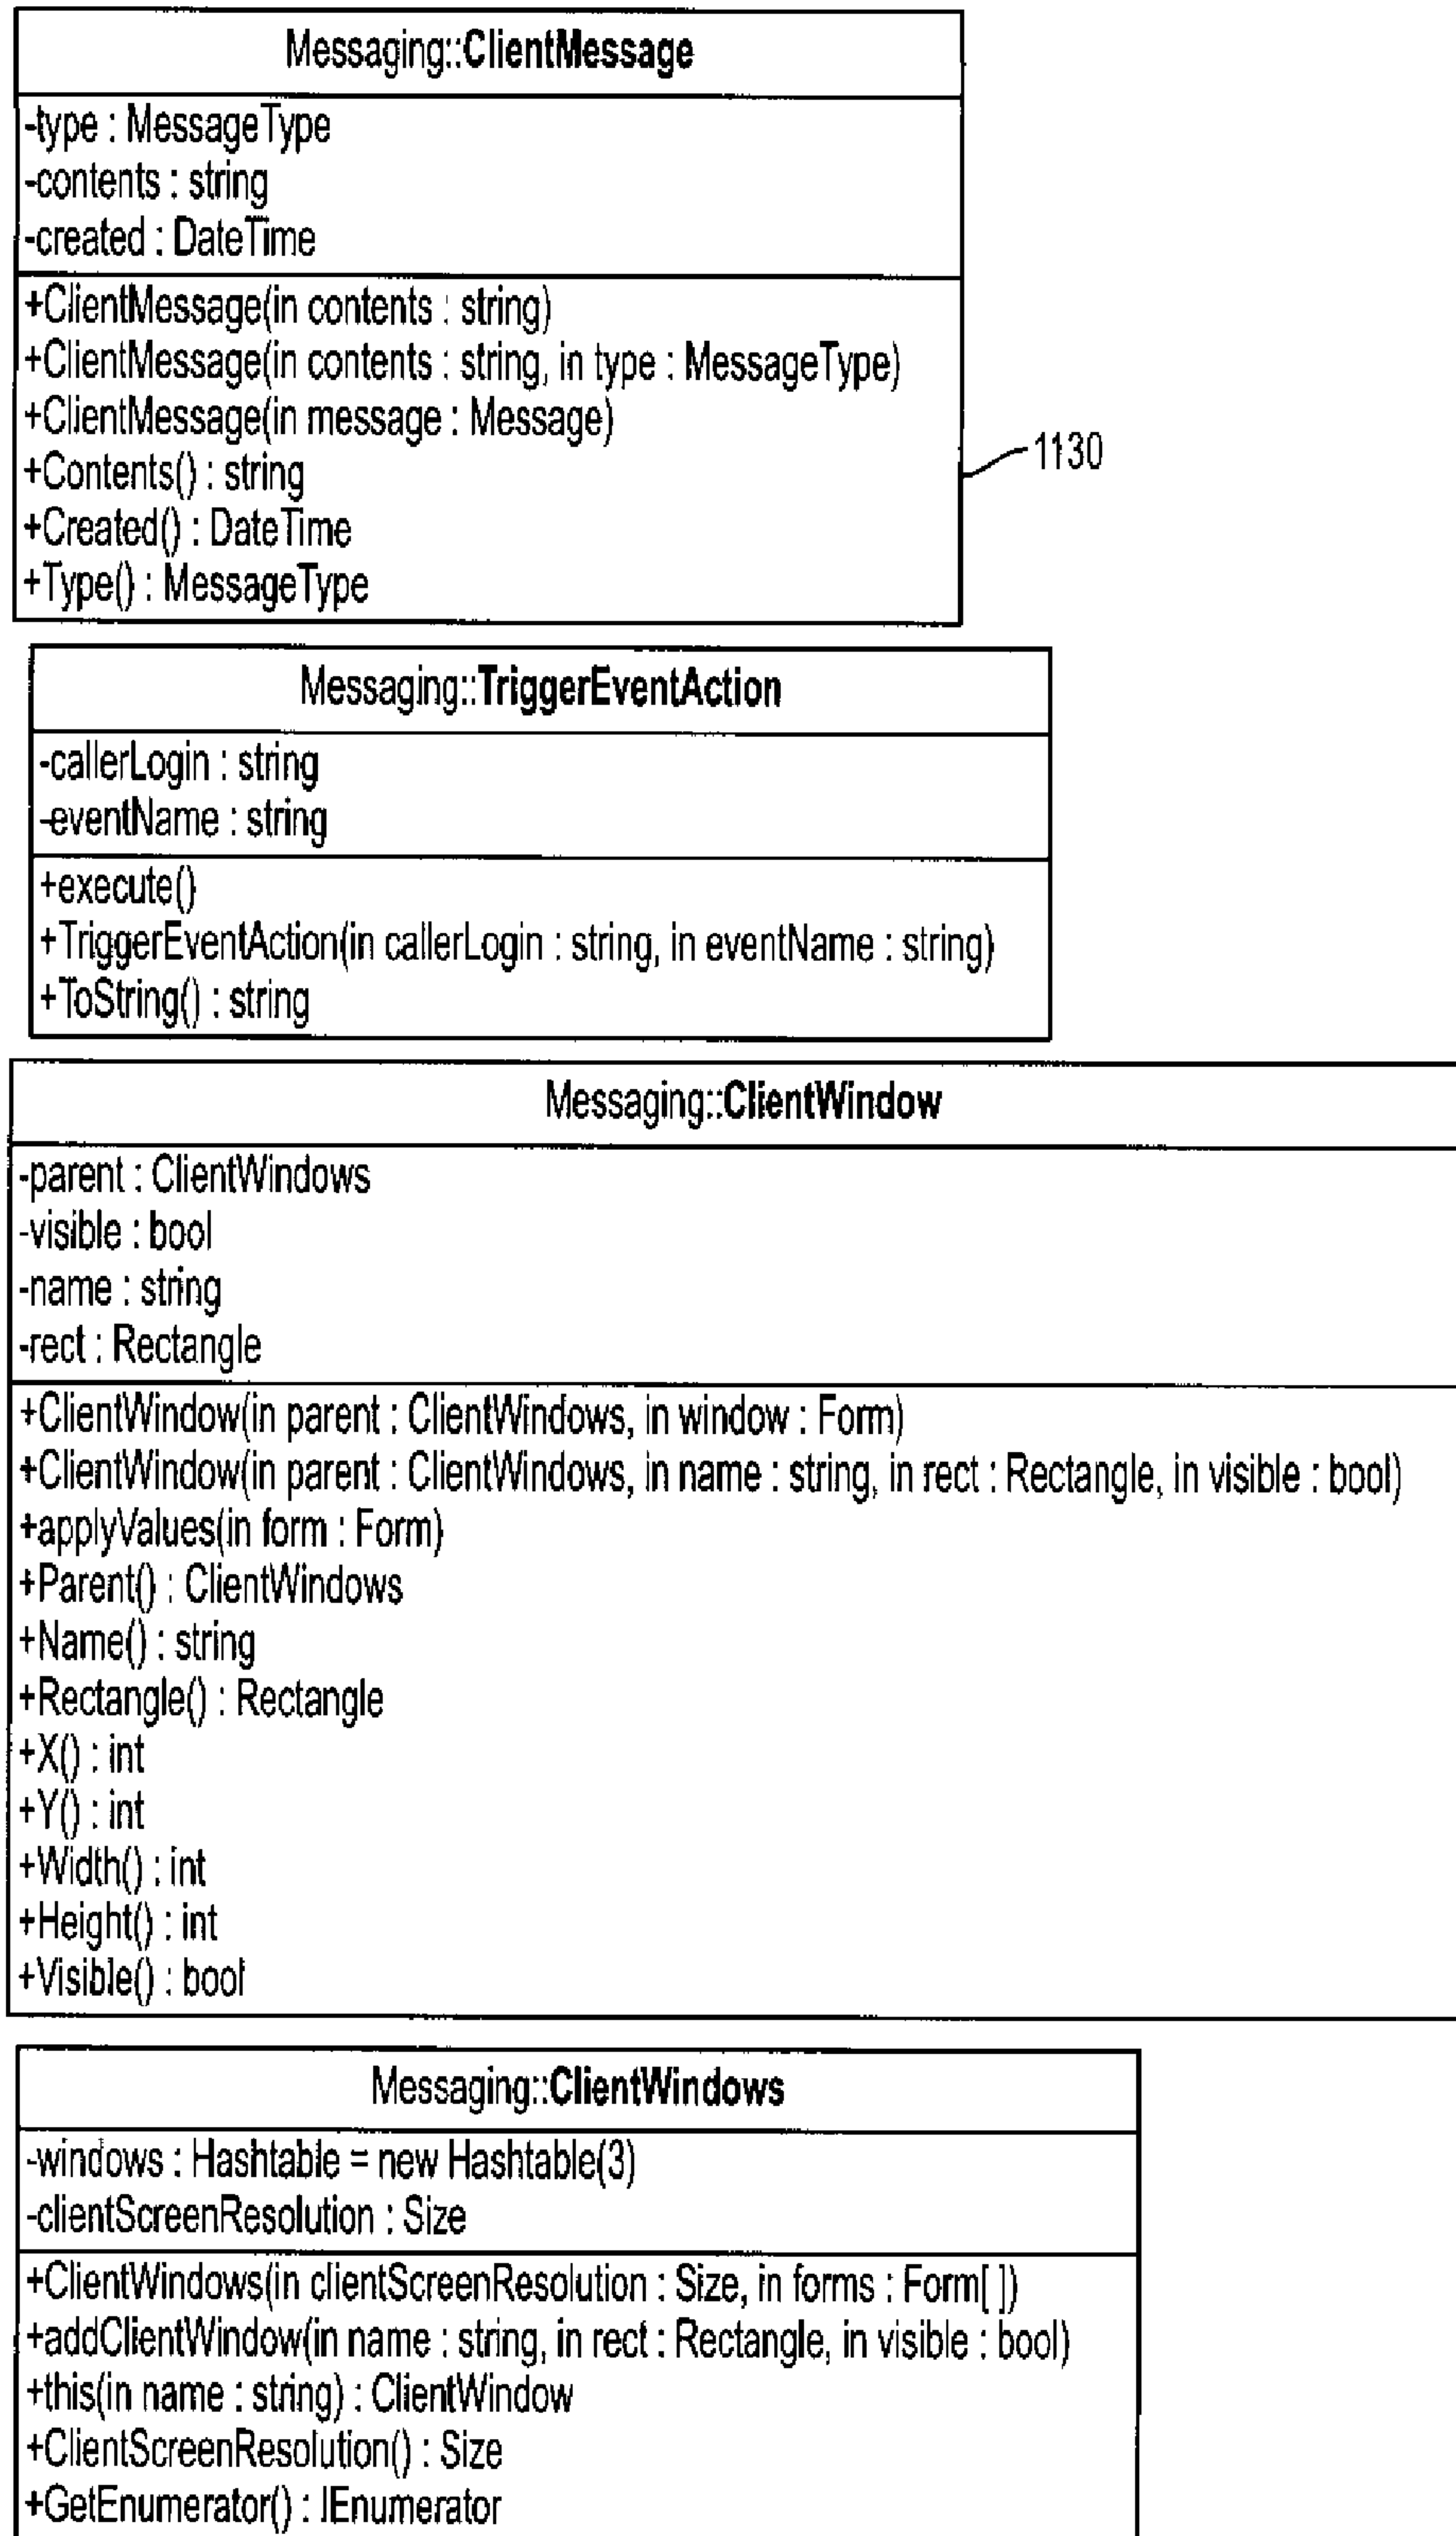 Messaging::ClientMessage
-type : MessageType
-contents : string
-created : DateTime
+ClientMessage(in contents : string)
+ClientMessage(in contents : string, in type : MessageType)
+ClientMessage(in message : Message)
+Contents() : string
+Created() : DateTime
+Type() : MessageType
1130
Messaging::TriggerEventAction
-callerLogin : string
-eventName : string
+execute()
+TriggerEventAction(in callerLogin : string, in eventName : string)
+ToString() : string
Messaging::ClientWindow
-parent : ClientWindows
-visible : bool
-name : string
-rect : Rectangle
+ClientWindow(in parent : ClientWindows, in window : Form)
+ClientWindow(in parent : ClientWindows, in name : string, in rect : Rectangle, in visible : bool)
+applyValues(in form : Form)
+Parent() : ClientWindows
+Name() : string
+Rectangle() : Rectangle
+X() : int
+Y() : int
+Width() : int
+Height() : int
+Visible() : bool
Messaging::ClientWindows
-windows : Hashtable = new Hashtable(3)
-clientScreenResolution : Size
+ClientWindows(in clientScreenResolution : Size, in forms : Form[ ])
+addClientWindow(in name : string, in rect : Rectangle, in visible : bool)
+this(in name : string) : ClientWindow
+ClientScreenResolution() : Size
+GetEnumerator() : IEnumerator